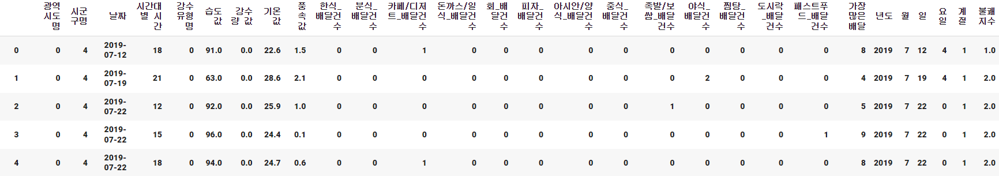 광역
시도
명
시군
구명
날짜
시간대
별 시
간
강수
유형
명
습도
값
강수
량 값
기온
값
풍
속
값
한식_
배달건
수
분식_
배달건
수
카페/디저
트_배달건
수
돈까스/일
식_배달건
수
회_배
달건
수
피자_
배달건
수
아시안/양
식_배달건
수
중식_
배달건
수
족발/보
쌈_배달
건수
야식_
배달건
수
찜탕_
배달건
수
도시락
_배달
건수
패스트푸
드_배달
건수
가장
많은
배달
년도
월
일
요
일
계
절
불쾌
지수
0 0 4 2019-07-12 18 0 91.0 0.0 22.6 1.5 0 0 1 0 0 0 0 0 0 0 0 0 0 8 2019 7 12 4 1 1.0
1 0 4 2019-07-19 21 0 63.0 0.0 28.6 2.1 0 0 0 0 0 0 0 0 0 2 0 0 0 4 2019 7 19 4 1 2.0
2 0 4 2019-07-22 12 0 92.0 0.0 25.9 1.0 0 0 0 0 0 0 0 0 1 0 0 0 0 5 2019 7 22 0 1 2.0
3 0 4 2019-07-22 15 0 96.0 0.0 24.4 0.1 0 0 0 0 0 0 0 0 0 0 0 0 1 9 2019 7 22 0 1 2.0
4 0 4 2019-07-22 18 0 94.0 0.0 24.7 0.6 0 0 1 0 0 0 0 0 0 0 0 0 0 8 2019 7 22 0 1 2.0